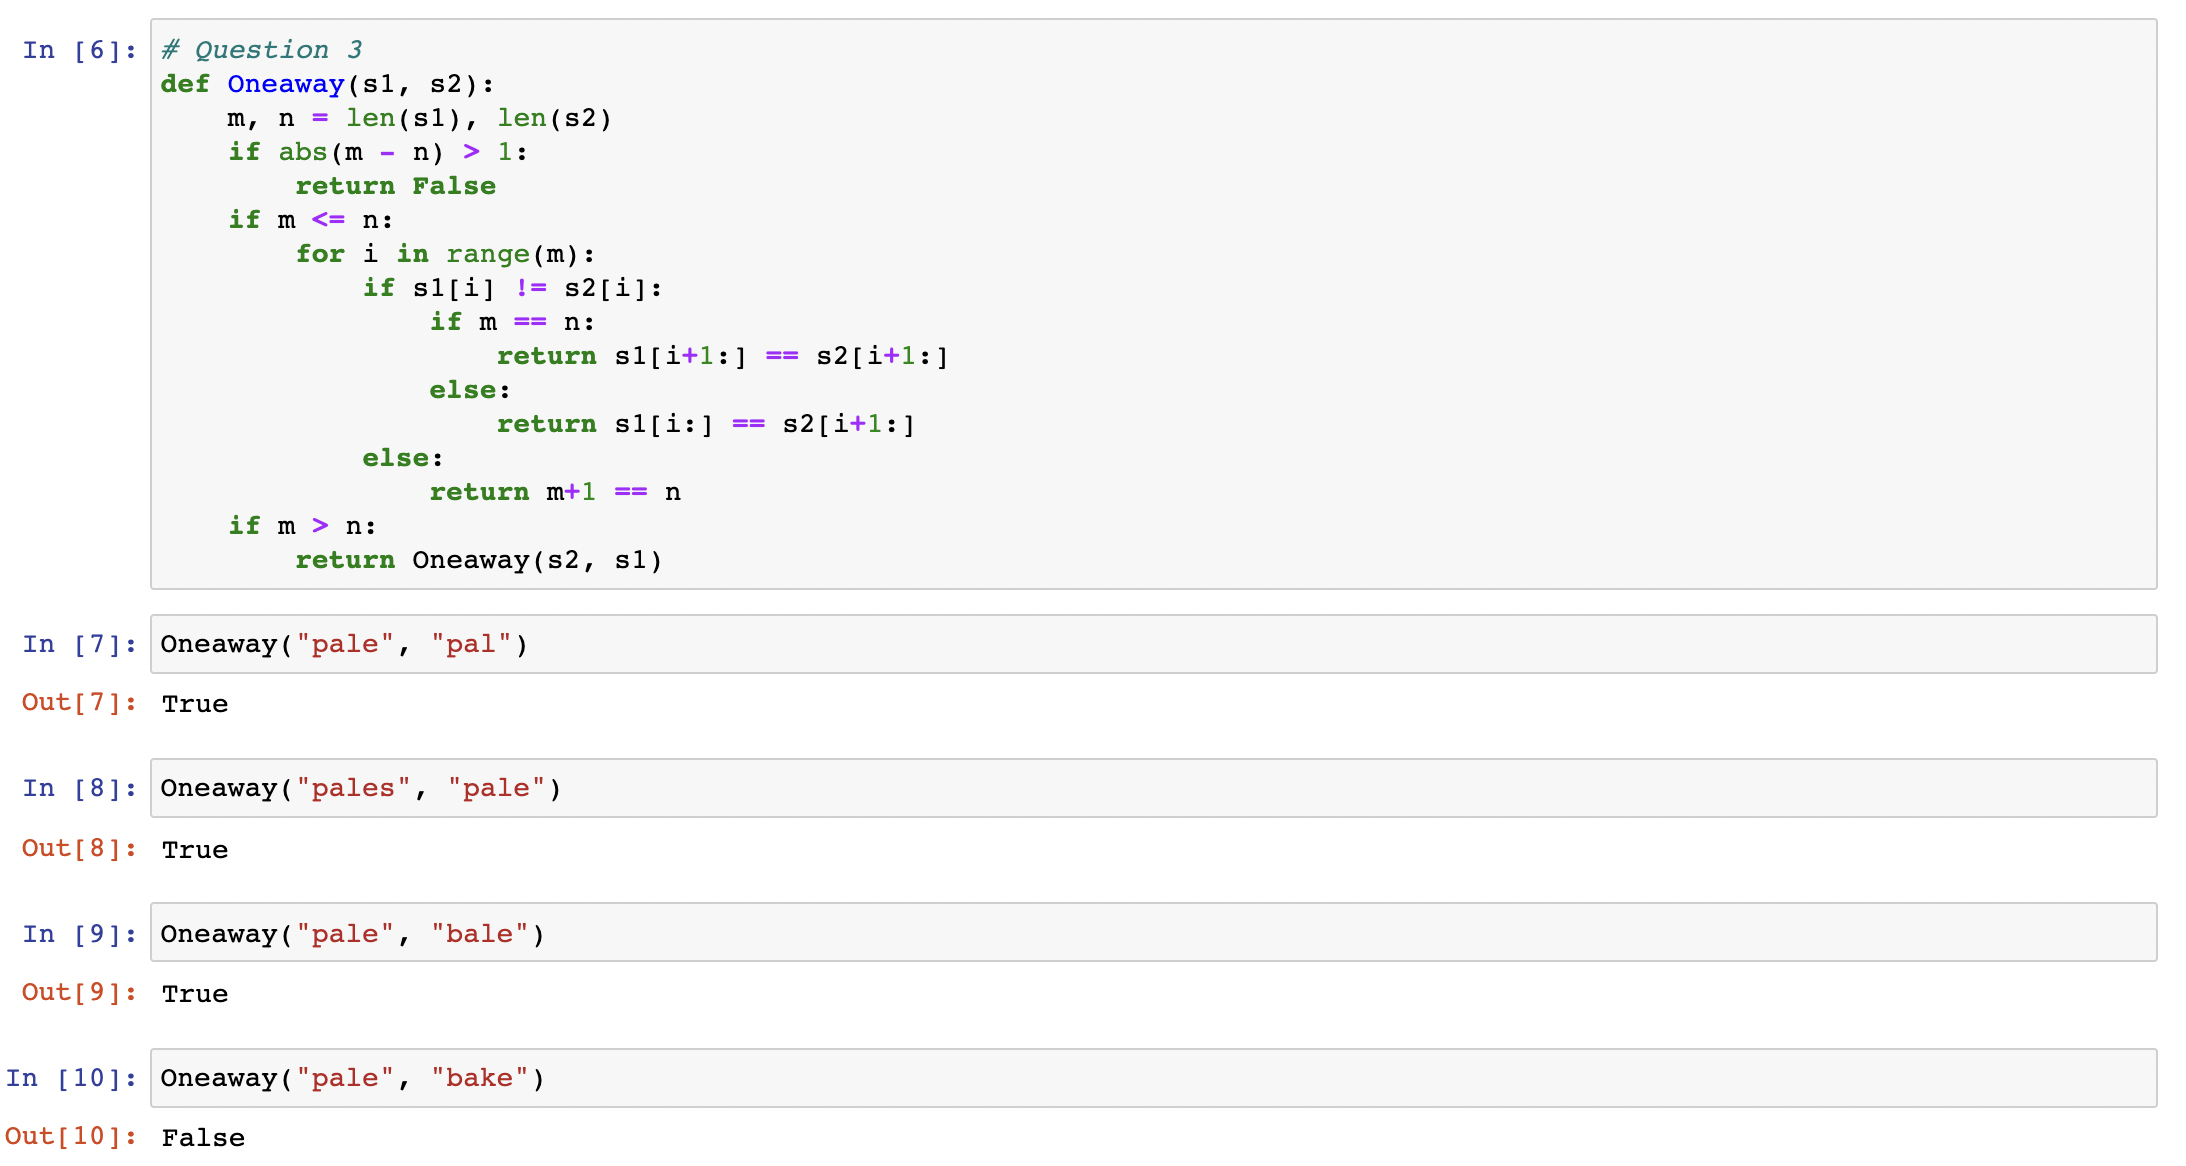 In [6]:
# Question 3
def Oneaway(s1, s2):
    m, n = len(s1), len(s2)
    if abs(m - n) > 1:
        return False
    if m <= n:
        for i in range(m):
            if s1[i] != s2[i]:
                if m == n:
                    return s1[i+1:] == s2[i+1:]
                else:
                    return s1[i:] == s2[i+1:]
            else:
                return m+1 == n
    if m > n:
        return Oneaway(s2, s1)
In [7]: Oneaway("pale", "pal")
Out[7]: True
In [8]: Oneaway("pales", "pale")
Out[8]: True
In [9]: Oneaway("pale", "bale")
Out[9]: True
In [10]: Oneaway("pale", "bake")
Out[10]: False